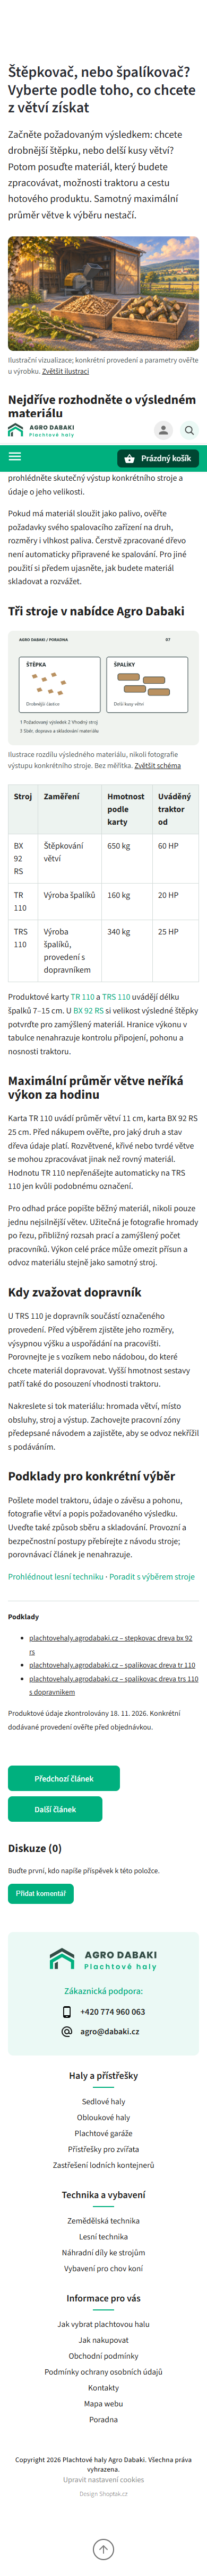 Štěpkovač, nebo špalíkovač?
Vyberte podle toho, co chcete
z větví získat
Začněte požadovaným výsledkem: chcete
drobnější štěpku, nebo delší kusy větví?
Potom posuďte materiál, který budete
zpracovávat, možnosti traktoru a cestu
hotového produktu. Samotný maximální
průměr větve k výběru nestačí.
Ilustrační vizualizace; konkrétní provedení a parametry ověřte
u výrobku. Zvětšit ilustraci
Nejdříve rozhodněte o výsledném
materiálu
AGRO DABAKI
Plachtové haly
Prázdný košík
prohlédněte skutečný výstup konkrétního stroje a
údaje o jeho velikosti.
Pokud má materiál sloužit jako palivo, ověřte
požadavky svého spalovacího zařízení na druh,
rozměry i vlhkost paliva. Čerstvě zpracované dřevo
není automaticky připravené ke spalování. Pro jiné
použití si předem ujasněte, jak budete materiál
skladovat a rozvážet.
Tři stroje v nabídce Agro Dabaki
AGRO DABAKI / PORADNA 07
ŠTĚPKA ŠPALÍKY
Drobnější částice Delší kusy větví
1 Požadovaný výsledek 2 Vhodný stroj
3 Sběr, doprava a skladování materiálu
Ilustrace rozdílu výsledného materiálu, nikoli fotografie
výstupu konkrétního stroje. Bez měřítka. Zvětšit schéma
Stroj Zaměření Hmotnost podle karty Uváděný traktor od
BX 92 RS Štěpkování větví 650 kg 60 HP
TR 110 Výroba špalíků 160 kg 20 HP
TRS 110 Výroba špalíků, provedení s dopravníkem 340 kg 25 HP
Produktové karty TR 110 a TRS 110 uvádějí délku
špalků 7–15 cm. U BX 92 RS si velikost výsledné štěpky
potvrďte pro zamýšlený materiál. Hranice výkonu v
tabulce nenahrazuje kontrolu připojení, pohonu a
nosnosti traktoru.
Maximální průměr větve neříká
výkon za hodinu
Karta TR 110 uvádí průměr větví 11 cm, karta BX 92 RS
25 cm. Před nákupem ověřte, pro jaký druh a stav
dřeva údaje platí. Rozvětvené, křivé nebo tvrdé větve
se mohou zpracovávat jinak než rovný materiál.
Hodnotu TR 110 nepřenášejte automaticky na TRS
110 jen kvůli podobnému označení.
Pro odhad práce popište běžný materiál, nikoli pouze
jednu nejsilnější větev. Užitečná je fotografie hromady
po řezu, přibližný rozsah prací a zamýšlený počet
pracovníků. Výkon celé práce může omezit přísun a
odvoz materiálu stejně jako samotný stroj.
Kdy zvažovat dopravník
U TRS 110 je dopravník součástí označeného
provedení. Před výběrem zjistěte jeho rozměry,
výsypnou výšku a uspořádání na pracovišti.
Porovnejte je s vozíkem nebo nádobou, do které
chcete materiál dopravovat. Vyšší hmotnost sestavy
patří také do posouzení vhodnosti traktoru.
Nakreslete si tok materiálu: hromada větví, místo
obsluhy, stroj a výstup. Zachovejte pracovní zóny
předepsané návodem a zajistěte, aby se odvoz nekřížil
s podáváním.
Podklady pro konkrétní výběr
Pošlete model traktoru, údaje o závěsu a pohonu,
fotografie větví a popis požadovaného výsledku.
Uveďte také způsob sběru a skladování. Provozní a
bezpečnostní postupy přebírejte z návodu stroje;
porovnávací článek je nenahrazuje.
Prohlédnout lesní techniku · Poradit s výběrem stroje
Podklady
plachtovehaly.agrodabaki.cz – stepkovac dreva bx 92
rs
plachtovehaly.agrodabaki.cz – spalikovac dreva tr 110
plachtovehaly.agrodabaki.cz – spalikovac dreva trs 110
s dopravnikem
Produktové údaje zkontrolovány 18. 11. 2026. Konkrétní
dodávané provedení ověřte před objednávkou.
Předchozí článek
Další článek
Diskuze (0)
Buďte první, kdo napíše příspěvek k této položce.
Přidat komentář
AGRO DABAKI
Plachtové haly
Zákaznická podpora:
+420 774 960 063
agro@dabaki.cz
Haly a přístřešky
Sedlové haly
Obloukové haly
Plachtové garáže
Přístřešky pro zvířata
Zastřešení lodních kontejnerů
Technika a vybavení
Zemědělská technika
Lesní technika
Náhradní díly ke strojům
Vybavení pro chov koní
Informace pro vás
Jak vybrat plachtovou halu
Jak nakupovat
Obchodní podmínky
Podmínky ochrany osobních údajů
Kontakty
Mapa webu
Poradna
Copyright 2026 Plachtové haly Agro Dabaki. Všechna práva
vyhrazena.
Upravit nastavení cookies
Design Shoptak.cz